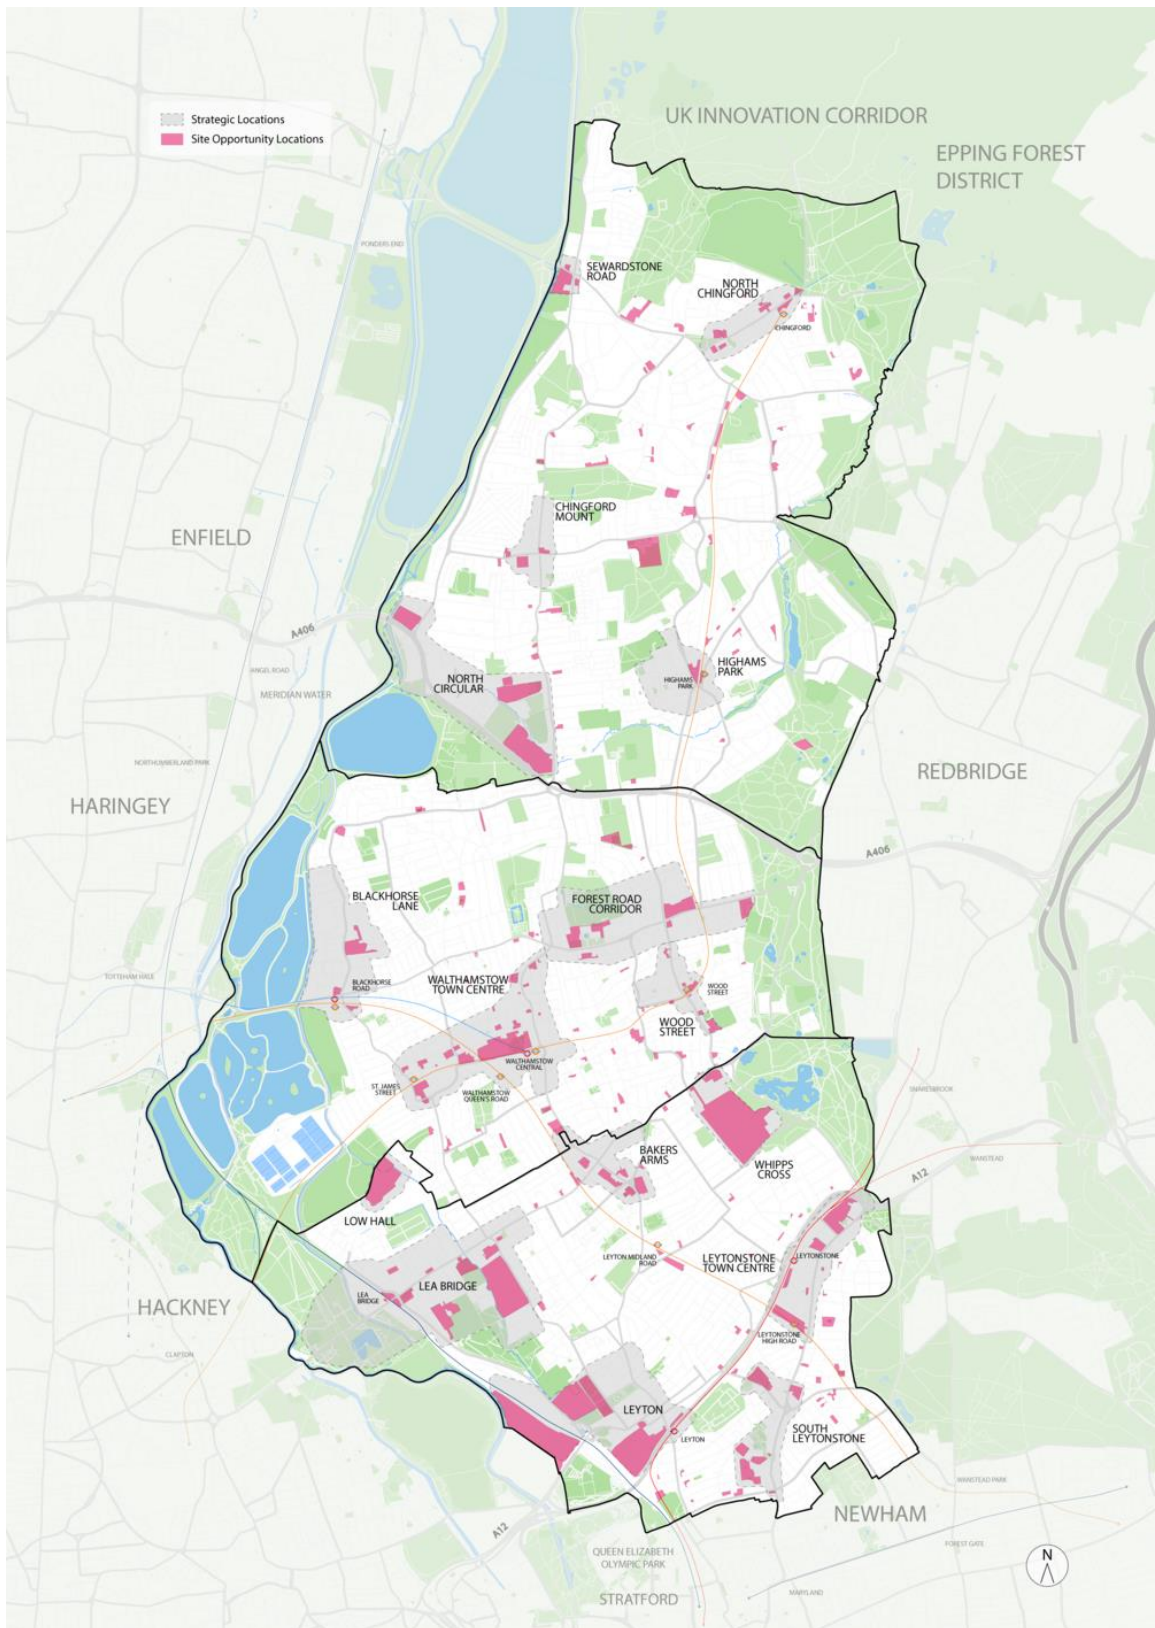 Strategic Locations
Site Opportunity Locations
UK INNOVATION CORRIDOR
EPPING FOREST
DISTRICT
PONDERS END
SEWARDSTONE
ROAD
NORTH
CHINGFORD
CHINGFORD
CHINGFORD
MOUNT
ENFIELD
A406
ANGEL ROAD
MERIDIAN WATER
NORTH
CIRCULAR
HIGHAMS
PARK
HIGHAMS
PARK
NORTHUMBERLAND PARK
REDBRIDGE
HARINGEY
A406
BLACKHORSE
LANE
FOREST ROAD
CORRIDOR
TOTTEHAM HALE
BLACKHORSE
ROAD
WALTHAMSTOW
TOWN CENTRE
WOOD
STREET
WOOD
STREET
WALTHAMSTOW
CENTRAL
ST. JAMES
STREET
WALTHAMSTOW
QUEEN'S ROAD
SNARESBROOK
BAKERS
ARMS
WHIPPS
CROSS
WANSTEAD
A12
LOW HALL
LEYTON MIDLAND
ROAD
LEYTONSTONE
TOWN CENTRE
LEYTONSTONE
LEA BRIDGE
LEA
BRIDGE
HACKNEY
LEYTONSTONE
HIGH ROAD
CLAPTON
LEYTON
LEYTON
SOUTH
LEYTONSTONE
WANSTEAD PARK
NEWHAM
A12
FOREST GATE
QUEEN ELIZABETH
OLYMPIC PARK
MARYLAND
STRATFORD
N